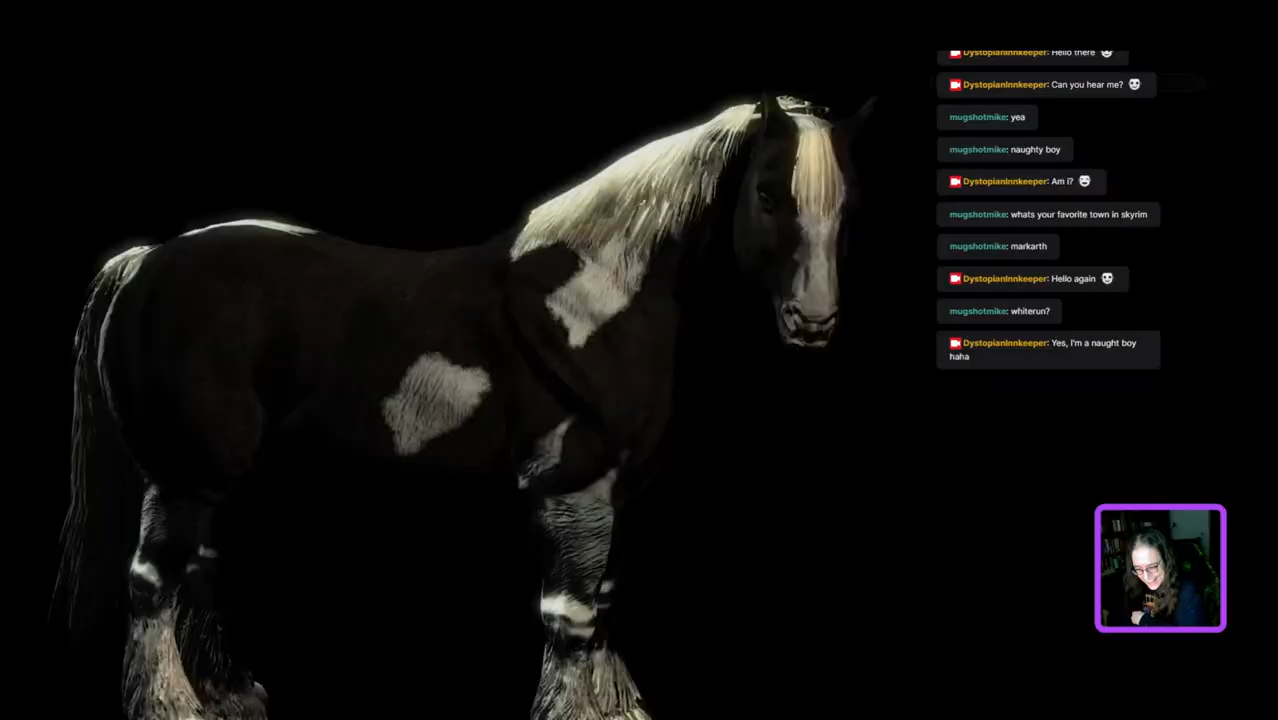 DystopianInnkeeper: Hello there
DystopianInnkeeper: Can you hear me?
mugshotmike: yea
mugshotmike: naughty boy
DystopianInnkeeper: Am i?
mugshotmike: whats your favorite town in skyrim
mugshotmike: markarth
DystopianInnkeeper: Hello again
mugshotmike: whiterun?
DystopianInnkeeper: Yes, I'm a naught boy
haha